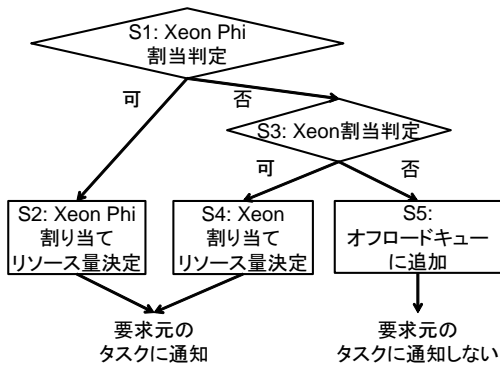 S1: Xeon Phi
割当判定
可
否
S3: Xeon割当判定
可
否
S2: Xeon Phi
割り当て
リソース量決定
S4: Xeon
割り当て
リソース量決定
S5:
オフロードキュー
に追加
要求元の
タスクに通知
要求元の
タスクに通知しない